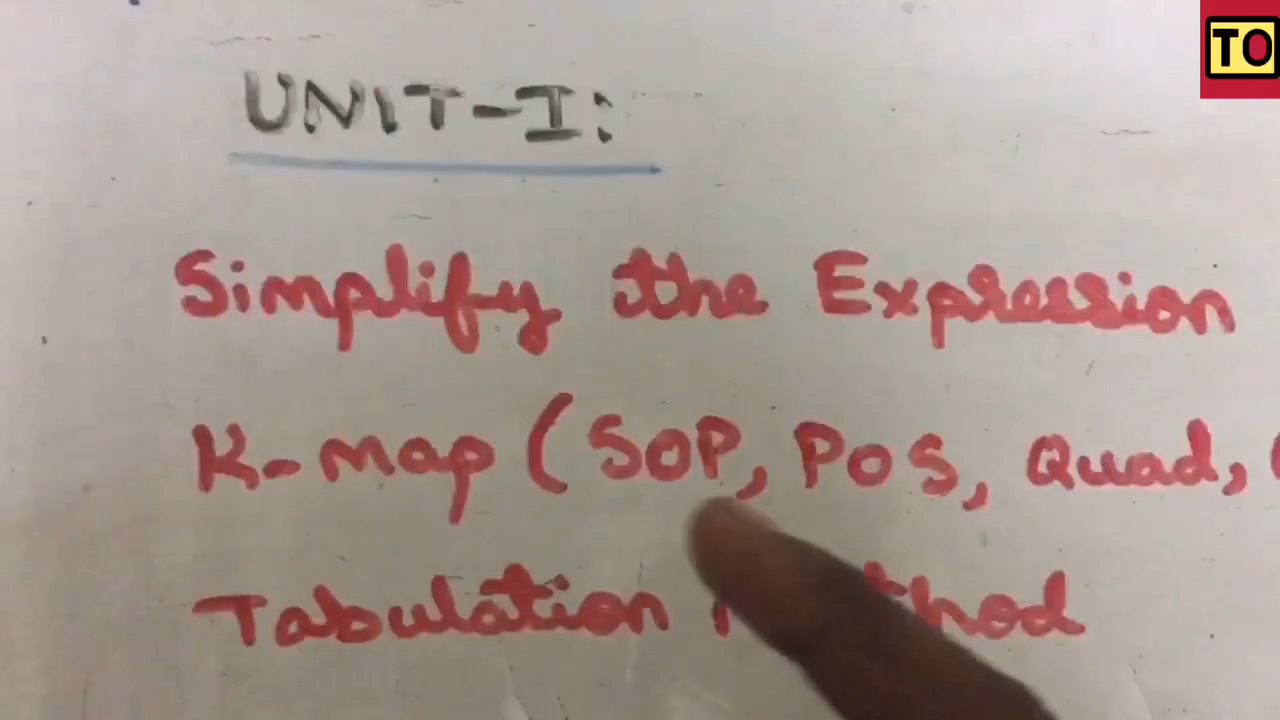 TO
UNIT-I:
Simplify the Expression
K-map (SOP, POS, Quad,
Tabulation